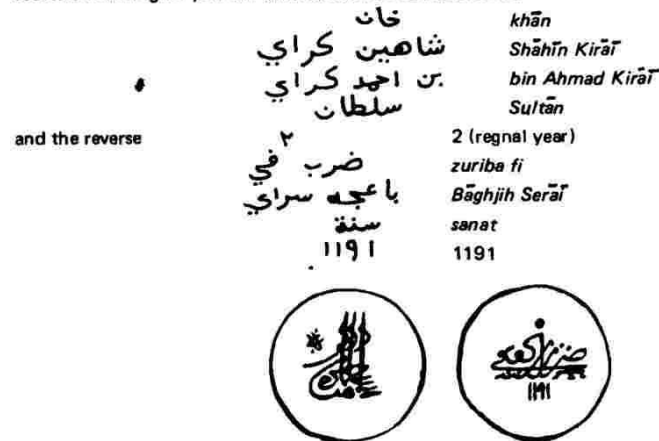 خان khān
شاهين كراي Shāhīn Kirāī
بن احمد كراي bin Ahmad Kirāī
سلطان Sultān
and the reverse ٢ 2 (regnal year)
ضرب في zuriba fi
باغجه سراي Bāghjih Serāī
سنة sanat
١١٩١ 1191
١١٩١